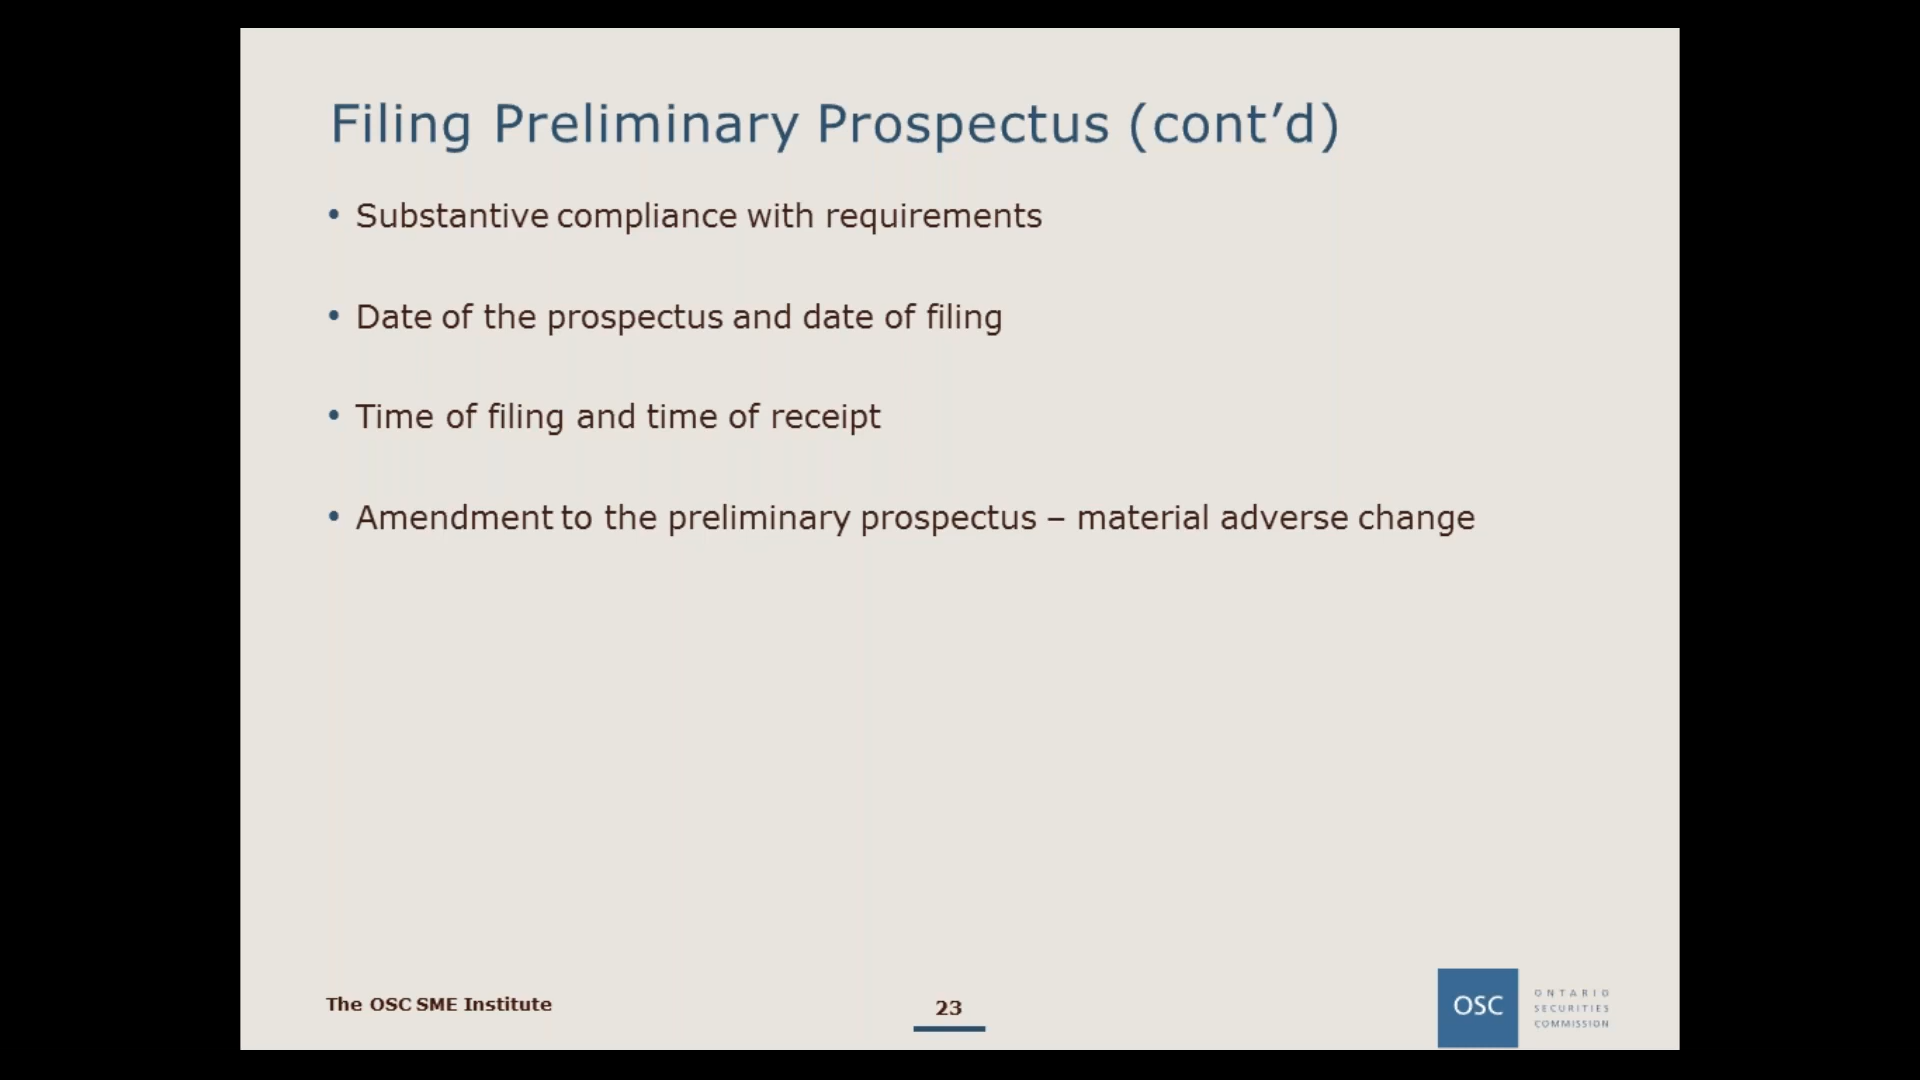 Filing Preliminary Prospectus (cont’d)
• Substantive compliance with requirements
• Date of the prospectus and date of filing
• Time of filing and time of receipt
• Amendment to the preliminary prospectus – material adverse change
The OSC SME Institute
23
OSC
ONTARIO
SECURITIES
COMMISSION